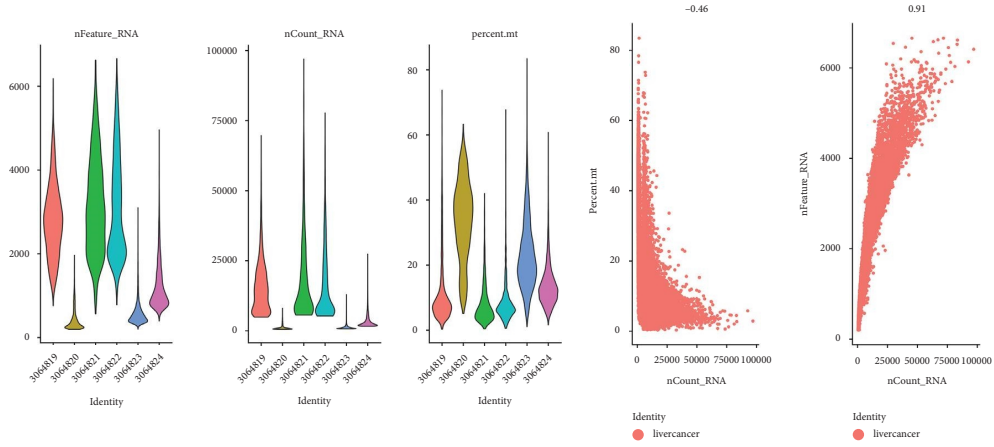 nFeature_RNA
6000
4000
2000
0
3064819
3064820
3064821
3064822
3064823
3064824
Identity
nCount_RNA
100000
75000
50000
25000
0
3064819
3064820
3064821
3064822
3064823
3064824
Identity
percent.mt
80
60
40
20
0
3064819
3064820
3064821
3064822
3064823
3064824
Identity
−0.46
Percent.mt
80
60
40
20
0
0 25000 50000 75000 100000
nCount_RNA
Identity
livercancer
0.91
nFeature_RNA
6000
4000
2000
0
0 25000 50000 75000 100000
nCount_RNA
Identity
livercancer